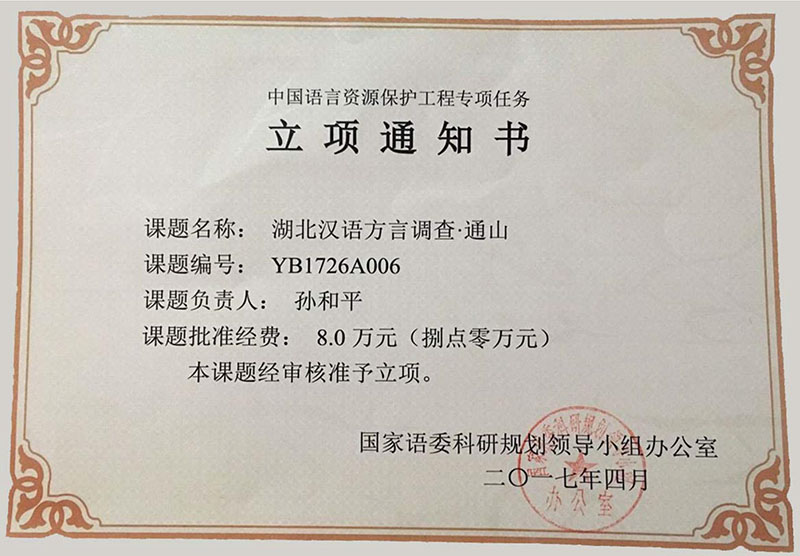 中国语言资源保护工程专项任务
立项通知书
课题名称： 湖北汉语方言调查·通山
课题编号： YB1726A006
课题负责人： 孙和平
课题批准经费： 8.0 万元（捌点零万元）
本课题经审核准予立项。
国家语委科研规划领导小组办公室
二〇一七年四月
办公室